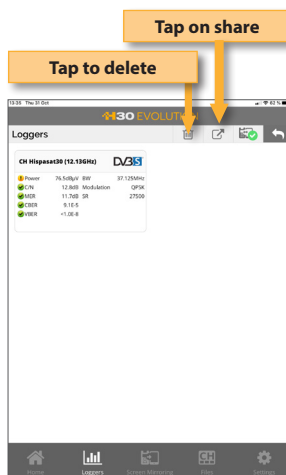 Tap on share
Tap to delete
13:35 Thu 31 Oct 62 %
H30 EVOLUTION
Loggers
CH Hispasat30 (12.13GHz) DVB S
Power 76.5dBµV BW 37.125MHz
C/N 12.8dB Modulation QPSK
MER 11.7dB SR 27500
CBER 9.1E-5
VBER <1.0E-8
Home Loggers Screen Mirroring Files Settings
CH